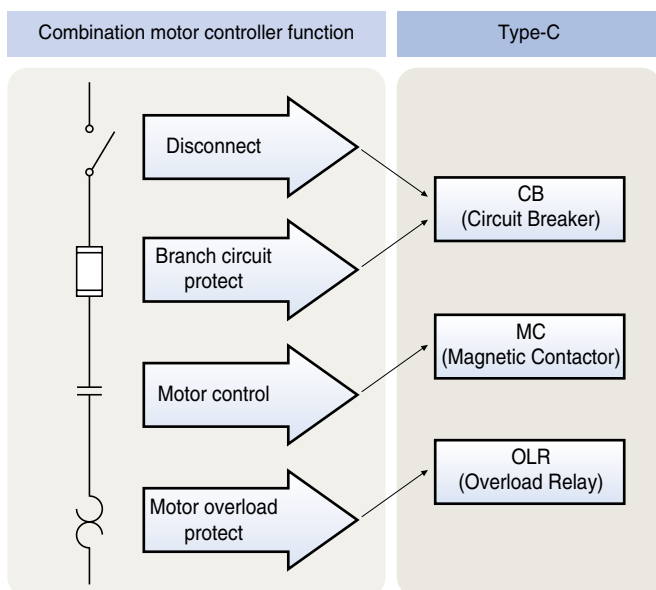 Combination motor controller function
Type-C
Disconnect
Branch circuit
protect
Motor control
Motor overload
protect
CB
(Circuit Breaker)
MC
(Magnetic Contactor)
OLR
(Overload Relay)